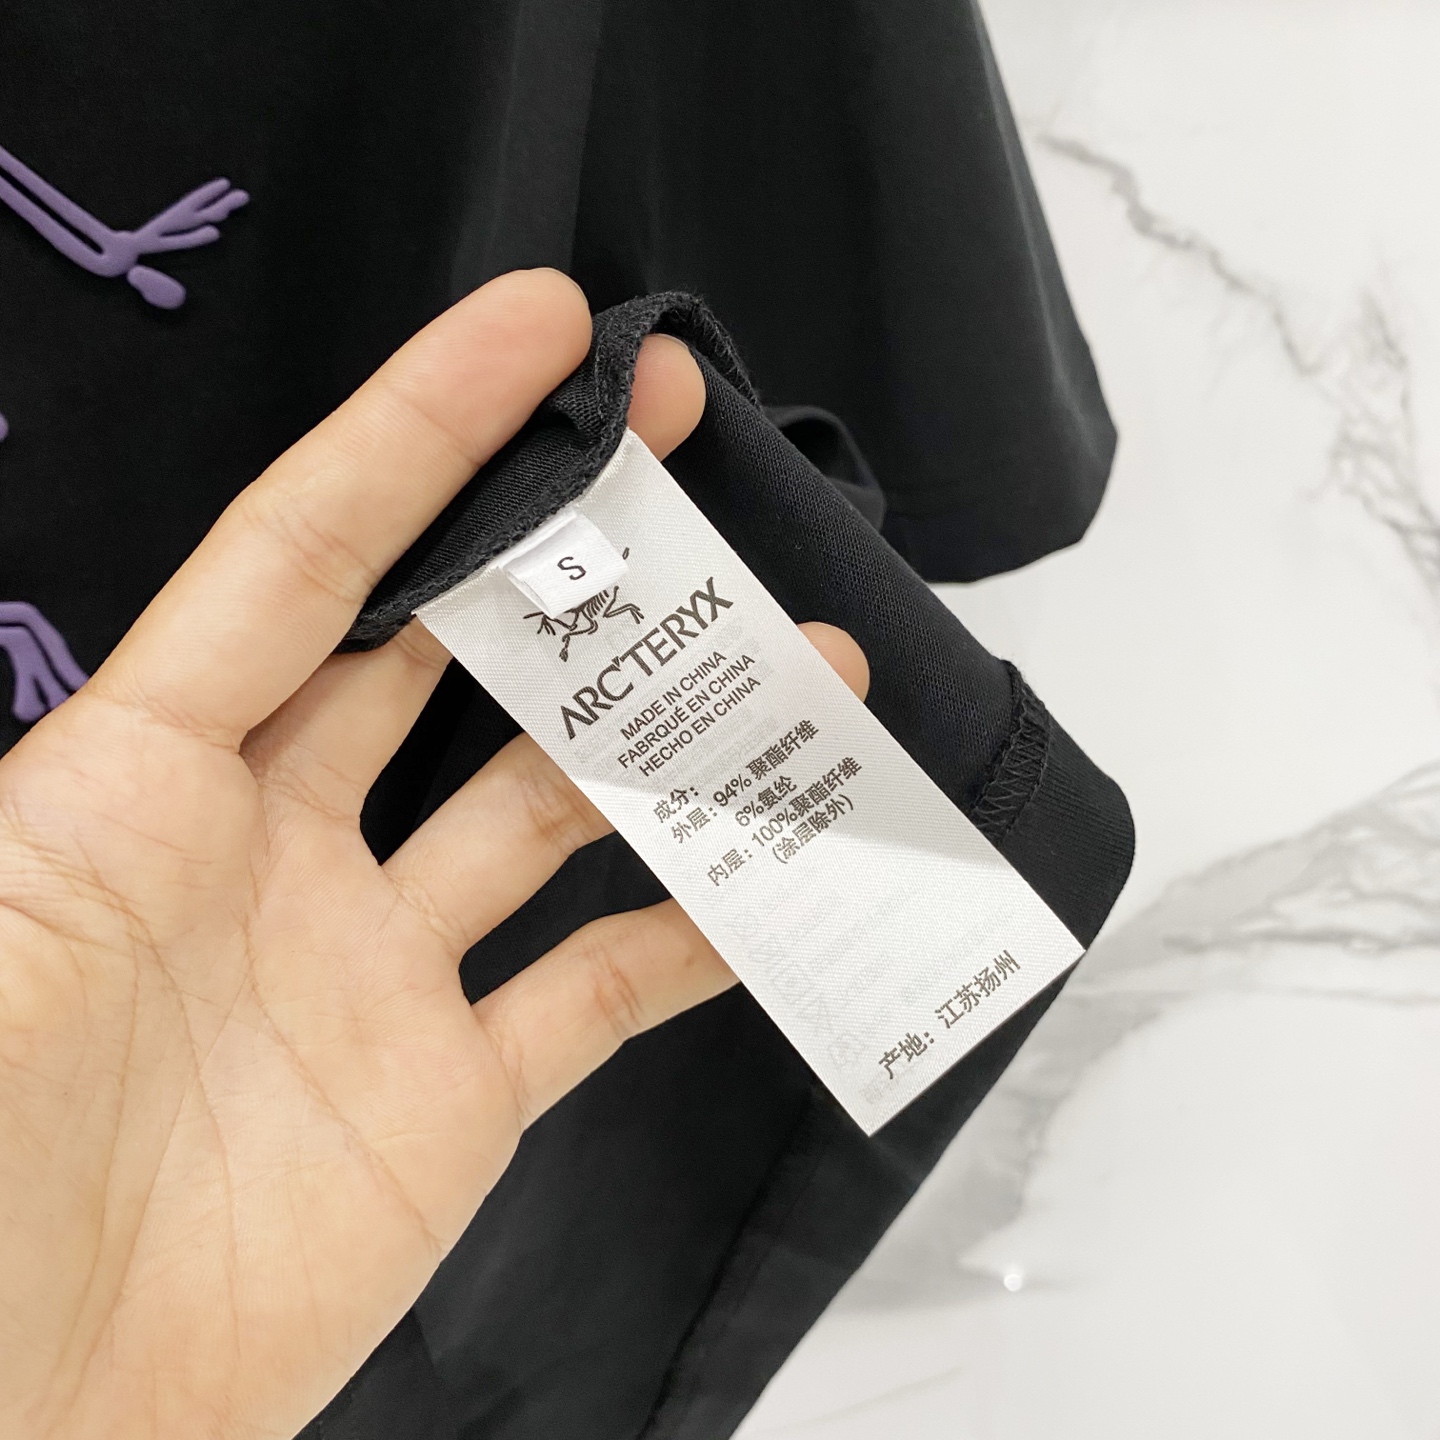 S
ARC'TERYX
MADE IN CHINA
FABRQUÉ EN CHINA
HECHO EN CHINA
成分：
外层：94% 聚酯纤维
6%氨纶
内层：100%聚酯纤维
(涂层除外)
产地：江苏扬州